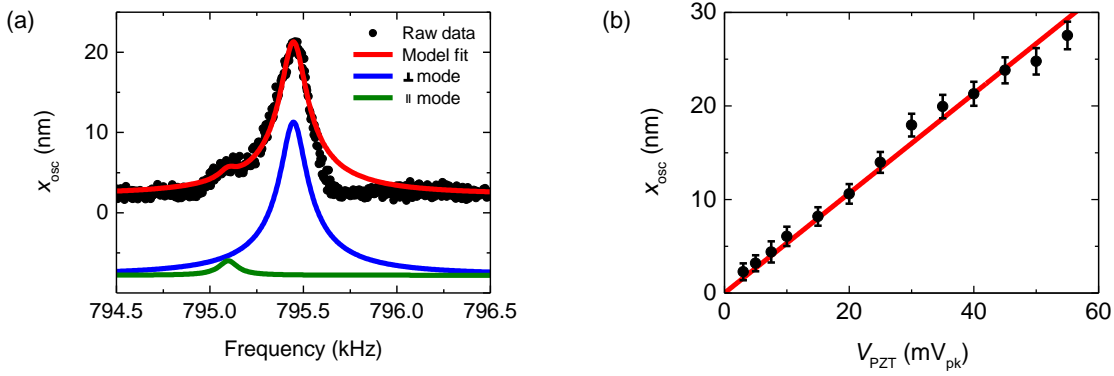 (a)
20
10
0
x_osc (nm)
Raw data
Model fit
⊥ mode
॥ mode
794.5 795.0 795.5 796.0 796.5
Frequency (kHz)
(b)
30
20
10
0
x_osc (nm)
0 20 40 60
V_PZT (mV_pk)